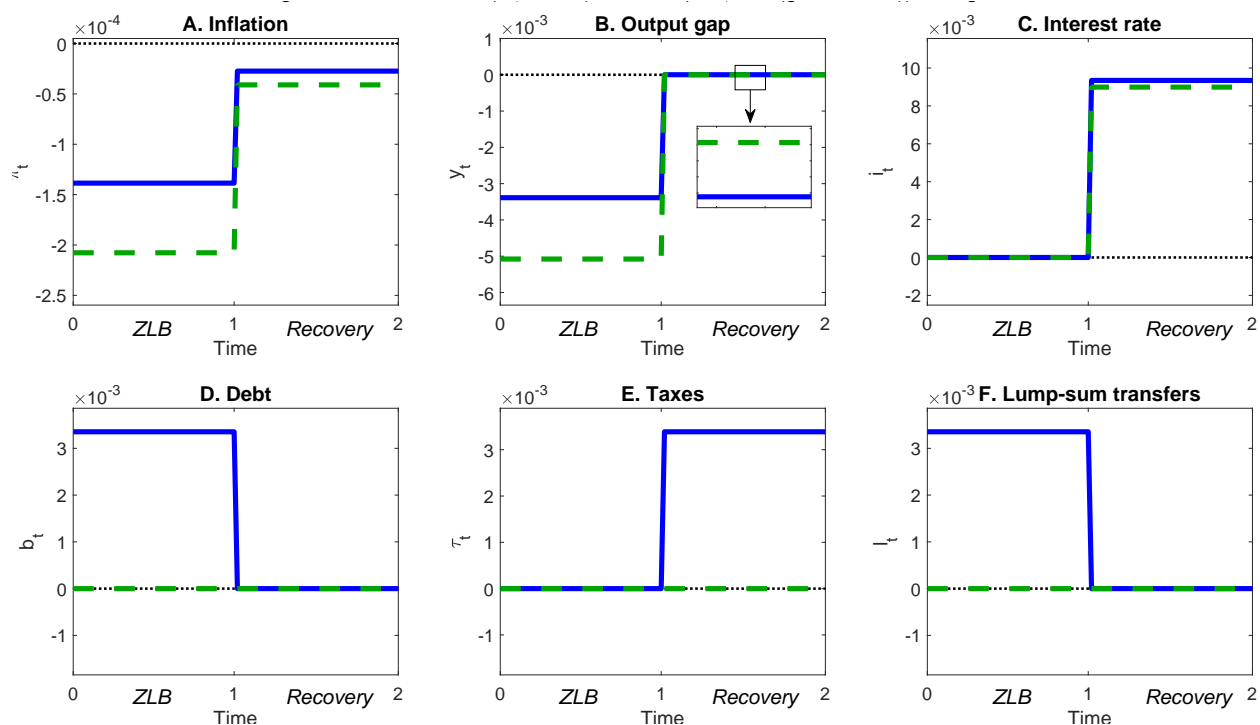 A. Inflation
×10⁻⁴
0
-0.5
-1
-1.5
-2
-2.5
0 1 2
ZLB Recovery
Time
B. Output gap
×10⁻³
y_t
1
0
-1
-2
-3
-4
-5
-6
0 1 2
ZLB Recovery
Time
C. Interest rate
×10⁻³
i_t
10
8
6
4
2
0
-2
0 1 2
ZLB Recovery
Time
D. Debt
×10⁻³
b_t
3
2
1
0
-1
0 1 2
ZLB Recovery
Time
E. Taxes
×10⁻³
τ_t
3
2
1
0
-1
0 1 2
ZLB Recovery
Time
F. Lump-sum transfers
×10⁻³
l_t
3
2
1
0
-1
0 1 2
ZLB Recovery
Time